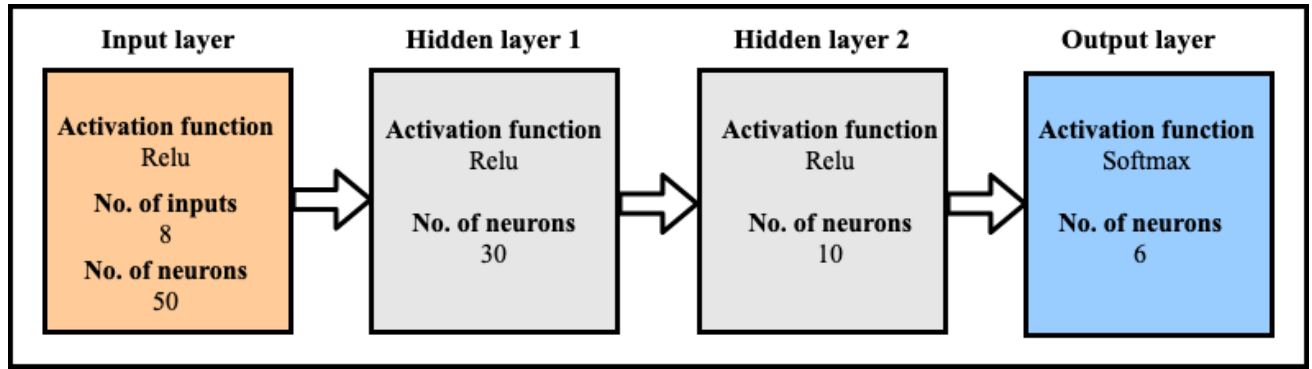 Input layer
Activation function
Relu
No. of inputs
8
No. of neurons
50
Hidden layer 1
Activation function
Relu
No. of neurons
30
Hidden layer 2
Activation function
Relu
No. of neurons
10
Output layer
Activation function
Softmax
No. of neurons
6